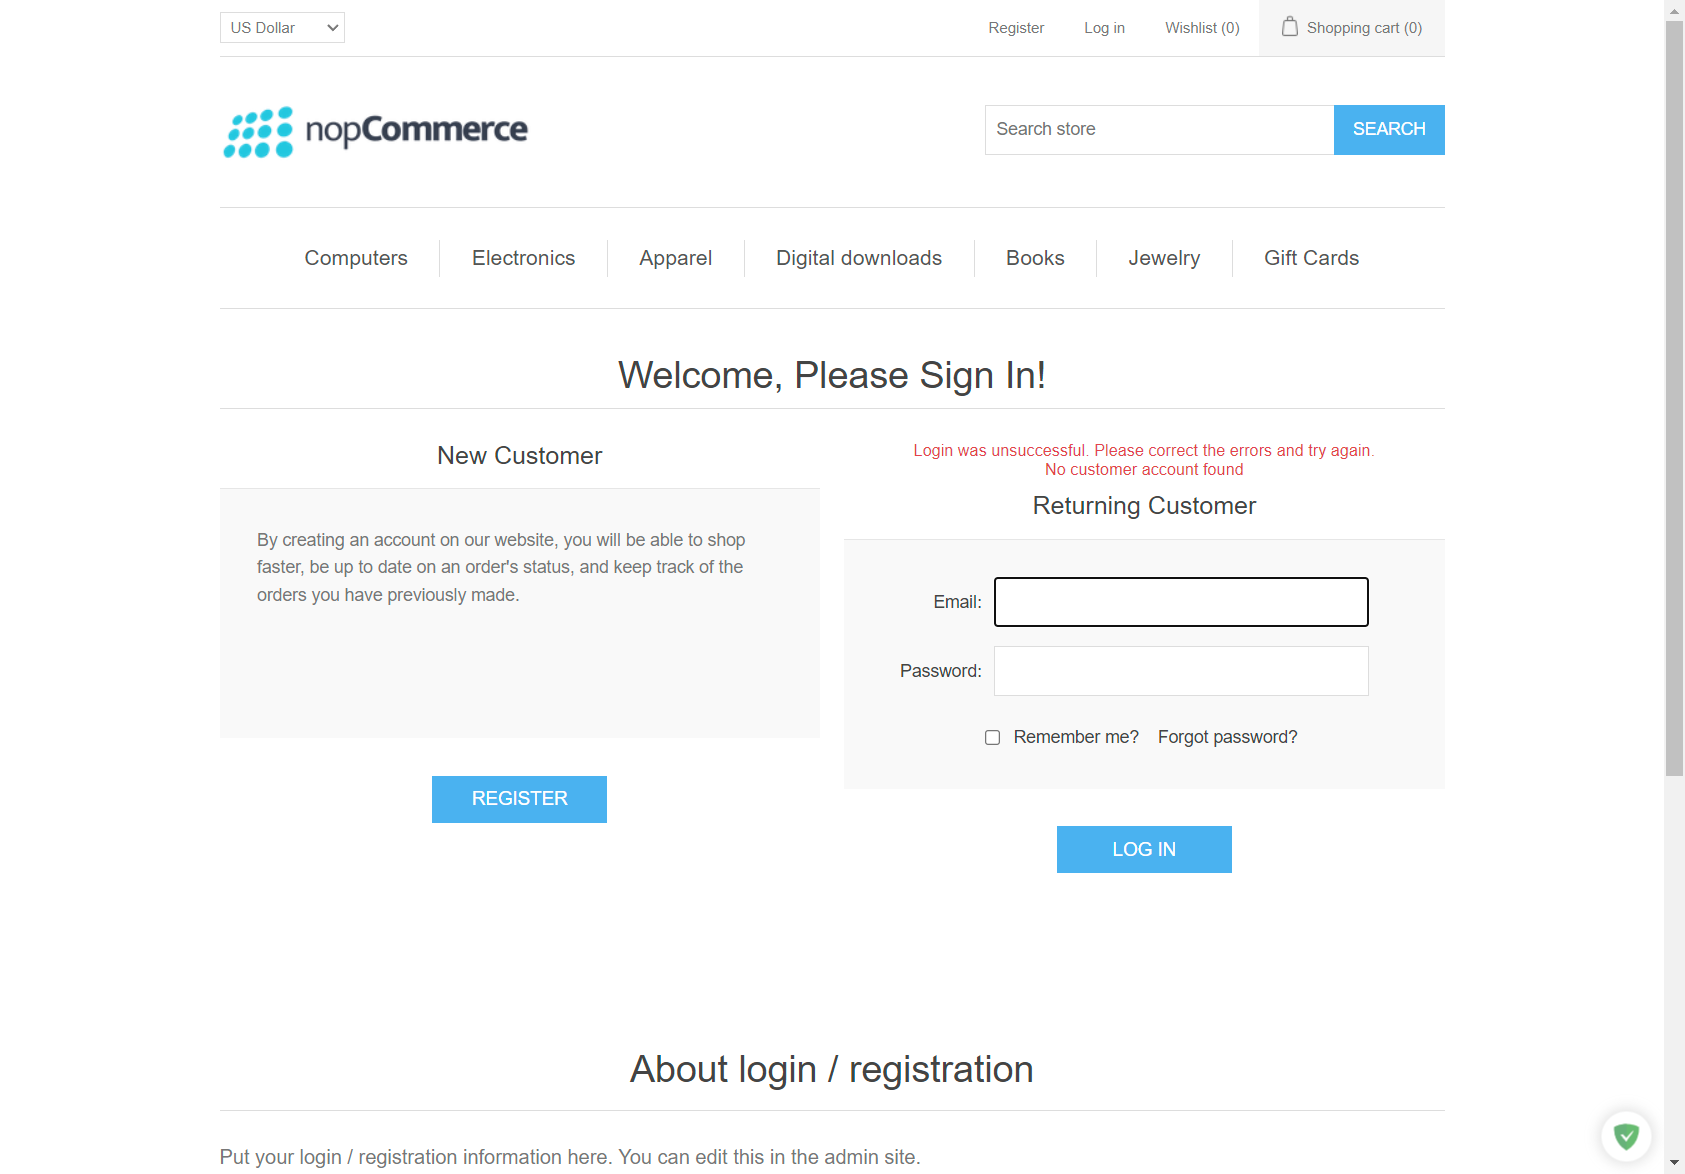 US Dollar
Register
Log in
Wishlist (0)
Shopping cart (0)
nopCommerce
Search store
SEARCH
Computers
Electronics
Apparel
Digital downloads
Books
Jewelry
Gift Cards
Welcome, Please Sign In!
New Customer
By creating an account on our website, you will be able to shop
faster, be up to date on an order's status, and keep track of the
orders you have previously made.
REGISTER
Login was unsuccessful. Please correct the errors and try again.
No customer account found
Returning Customer
Email:
Password:
Remember me?
Forgot password?
LOG IN
About login / registration
Put your login / registration information here. You can edit this in the admin site.